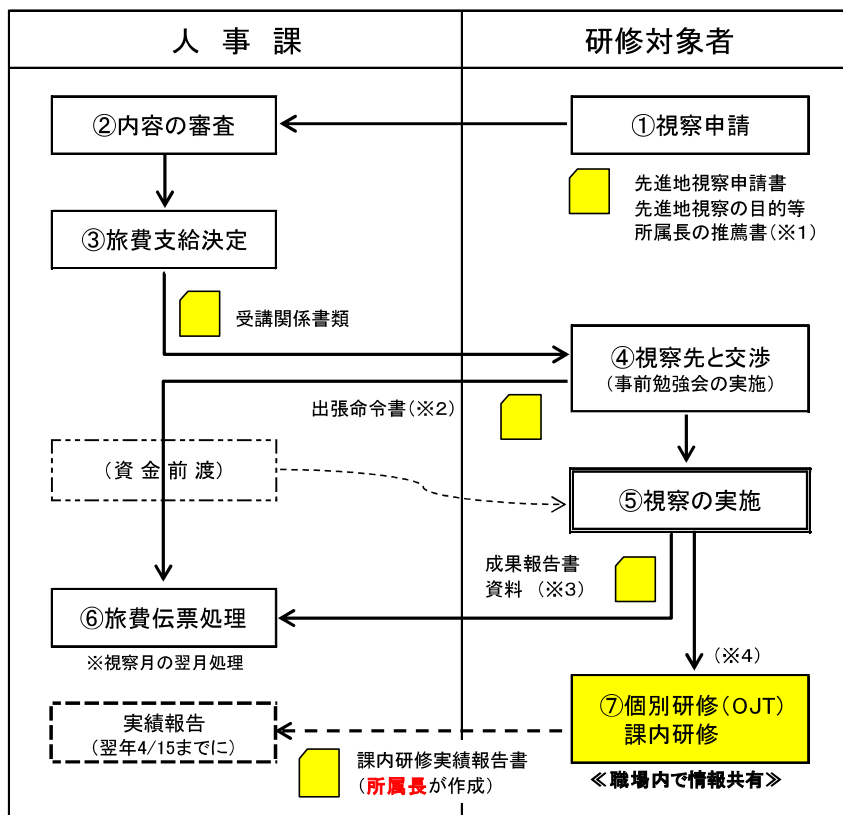 人 事 課
研修対象者
②内容の審査
①視察申請
先進地視察申請書
先進地視察の目的等
所属長の推薦書(※1)
③旅費支給決定
受講関係書類
④視察先と交渉
(事前勉強会の実施)
出張命令書(※2)
(資 金 前 渡)
⑤視察の実施
成果報告書
資料 (※3)
⑥旅費伝票処理
※視察月の翌月処理
(※4)
⑦個別研修(OJT)
課内研修
≪職場内で情報共有≫
実績報告
(翌年4/15までに)
課内研修実績報告書
(所属長が作成)